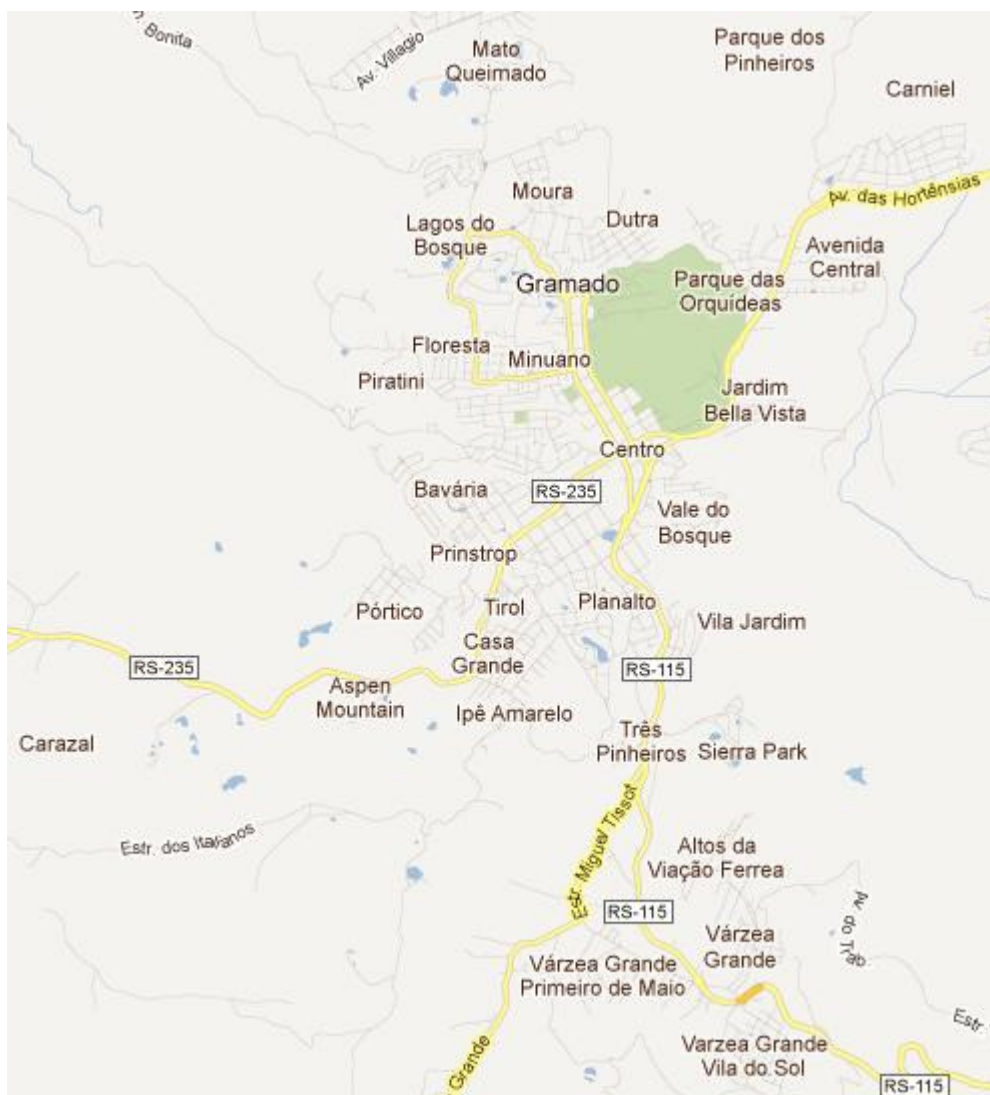 Bonita
Av. Villagio
Mato
Queimado
Parque dos
Pinheiros
Carniel
Moura
Av. das Hortênsias
Lagos do
Bosque
Dutra
Avenida
Central
Gramado
Parque das
Orquídeas
Floresta
Minuano
Piratini
Jardim
Bella Vista
Centro
Bavária
RS-235
Vale do
Bosque
Prinstrop
Pórtico
Tirol
Planalto
Vila Jardim
Casa
Grande
RS-235
RS-115
Aspen
Mountain
Ipê Amarelo
Carazal
Três
Pinheiros
Sierra Park
Estr. Miguel Tissot
Estr. dos Italianos
Altos da
Viação Ferrea
RS-115
Av. do Trab
Várzea
Grande
Várzea Grande
Primeiro de Maio
Estr.
Varzea Grande
Vila do Sol
Grande
RS-115